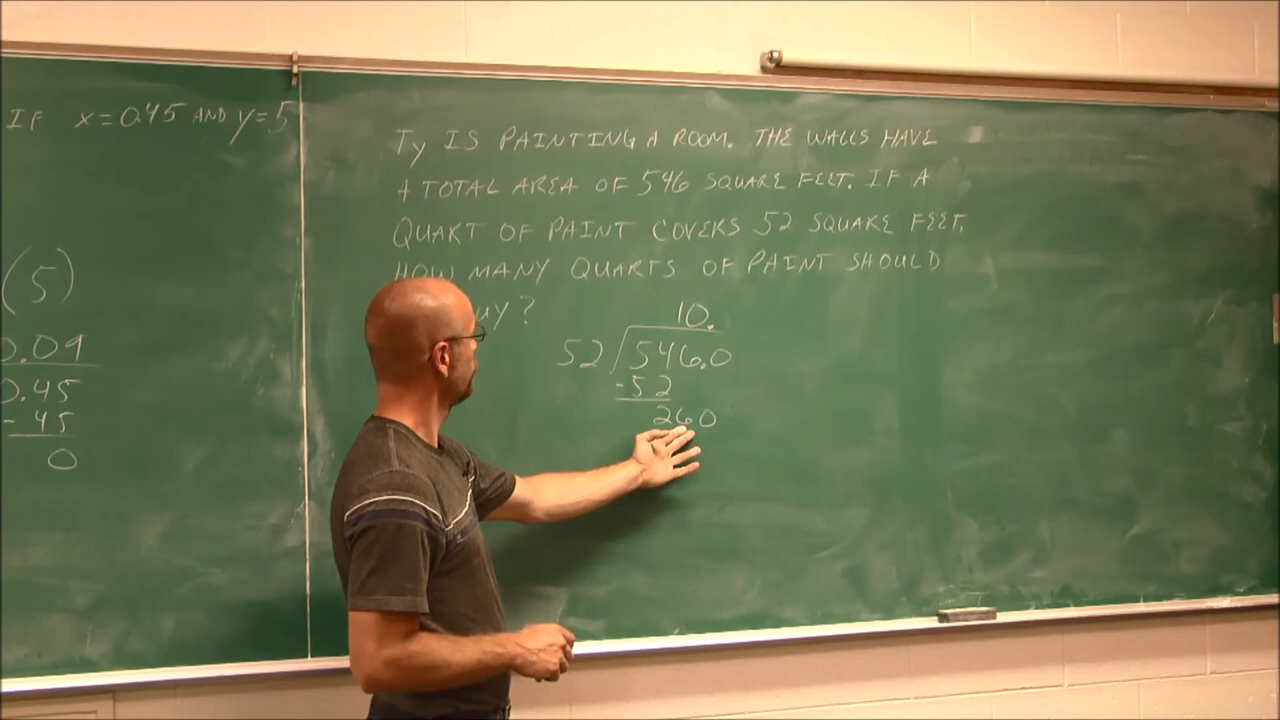 IF x=0.45 AND y=5
(5)
0.09
0.45
-45
0
TY IS PAINTING A ROOM. THE WALLS HAVE
A TOTAL AREA OF 546 SQUARE FEET. IF A
QUART OF PAINT COVERS 52 SQUARE FEET,
HOW MANY QUARTS OF PAINT SHOULD
?
10.
52 546.0
-52
260